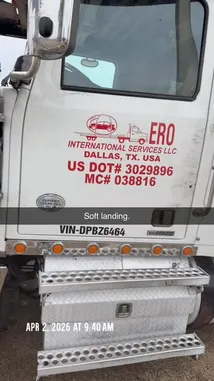 ERO
INTERNATIONAL SERVICES LLC
DALLAS, TX. USA
US DOT# 3029896
MC# 038816
Soft landing.
VIN-DPBZ6464
APR 2, 2026 AT 9:40 AM